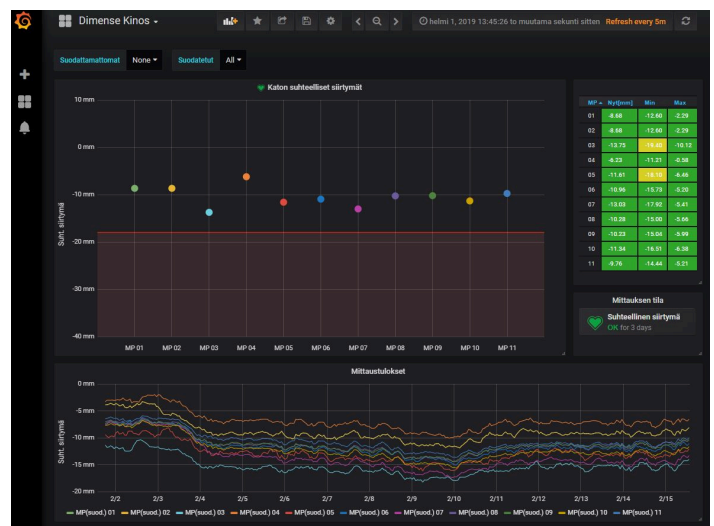 Dimense Kinos
helmi 1, 2019 13:45:26 to muutama sekunti sitten Refresh every 5m
Suodattamattomat None Suodatetut All
Katon suhteelliset siirtymät
10 mm
0 mm
-10 mm
-20 mm
-30 mm
-40 mm
Suht. siirtymä
MP 01 MP 02 MP 03 MP 04 MP 05 MP 06 MP 07 MP 08 MP 09 MP 10 MP 11
MP Nyt[mm] Min Max
01 -8.68 -12.60 -2.29
02 -8.68 -12.60 -2.29
03 -13.75 -10.12
04 -6.23 -11.21 -0.58
05 -11.61 -6.46
06 -10.96 -15.73 -5.20
07 -13.03 -17.92 -5.41
08 -10.28 -15.00 -5.66
09 -10.23 -15.04 -5.99
10 -11.34 -16.51 -6.38
11 -9.76 -14.44 -5.21
Mittauksen tila
Suhteellinen siirtymä
OK for 3 days
Mittaustulokset
0 mm
-5 mm
-10 mm
-15 mm
-20 mm
Suht. siirtymä
2/2 2/3 2/4 2/5 2/6 2/7 2/8 2/9 2/10 2/11 2/12 2/13 2/14 2/15
MP(suod.) 01 MP(suod.) 02 MP(suod.) 03 MP(suod.) 04 MP(suod.) 05 MP(suod.) 06 MP(suod.) 07 MP(suod.) 08 MP(suod.) 09 MP(suod.) 10 MP(suod.) 11